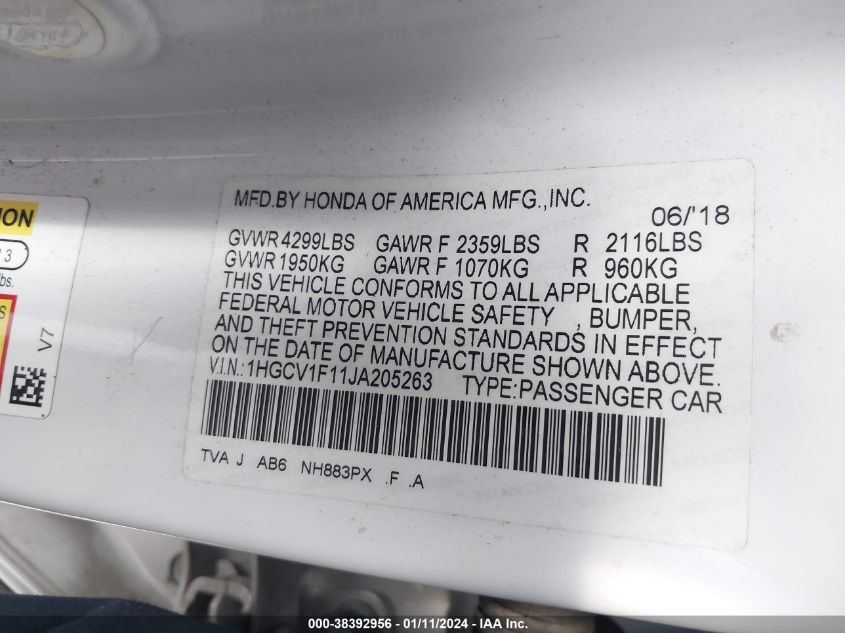 MFD.BY HONDA OF AMERICA MFG.,INC.
06/'18
GVWR 4299LBS GAWR F 2359LBS R 2116LBS
GVWR 1950KG GAWR F 1070KG R 960KG
THIS VEHICLE CONFORMS TO ALL APPLICABLE
FEDERAL MOTOR VEHICLE SAFETY , BUMPER,
AND THEFT PREVENTION STANDARDS IN EFFECT
ON THE DATE OF MANUFACTURE SHOWN ABOVE.
V.I.N.:1HGCV1F11JA205263 TYPE:PASSENGER CAR
TVA J AB6 NH883PX .F .A
ION
3
lbs.
S
V7
000-38392956 - 01/11/2024 - IAA Inc.